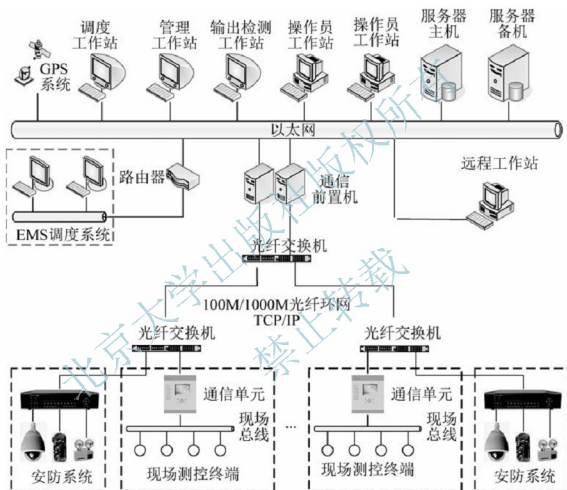 GPS
系统
调度
工作站
管理
工作站
输出检测
工作站
操作员
工作站
操作员
工作站
服务器
主机
服务器
备机
以太网
路由器
通信
前置机
远程工作站
EMS调度系统
光纤交换机
100M/1000M光纤环网
TCP/IP
光纤交换机
光纤交换机
通信单元
现场
总线
现场测控终端
安防系统
...
通信单元
现场
总线
现场测控终端
安防系统
北京大学出版社版权所有
禁止转载